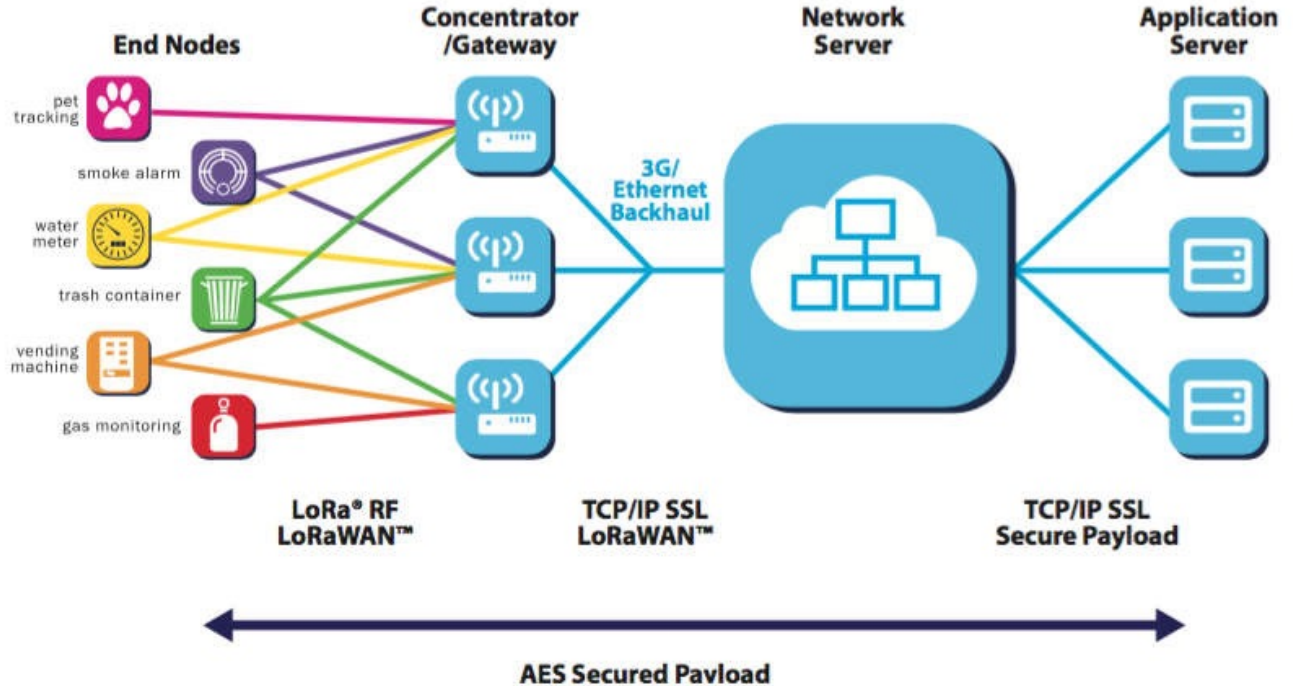 End Nodes
Concentrator
/Gateway
Network
Server
Application
Server
pet
tracking
smoke alarm
water
meter
trash container
vending
machine
gas monitoring
3G/
Ethernet
Backhaul
LoRa® RF
LoRaWAN™
TCP/IP SSL
LoRaWAN™
TCP/IP SSL
Secure Payload
AES Secured Payload